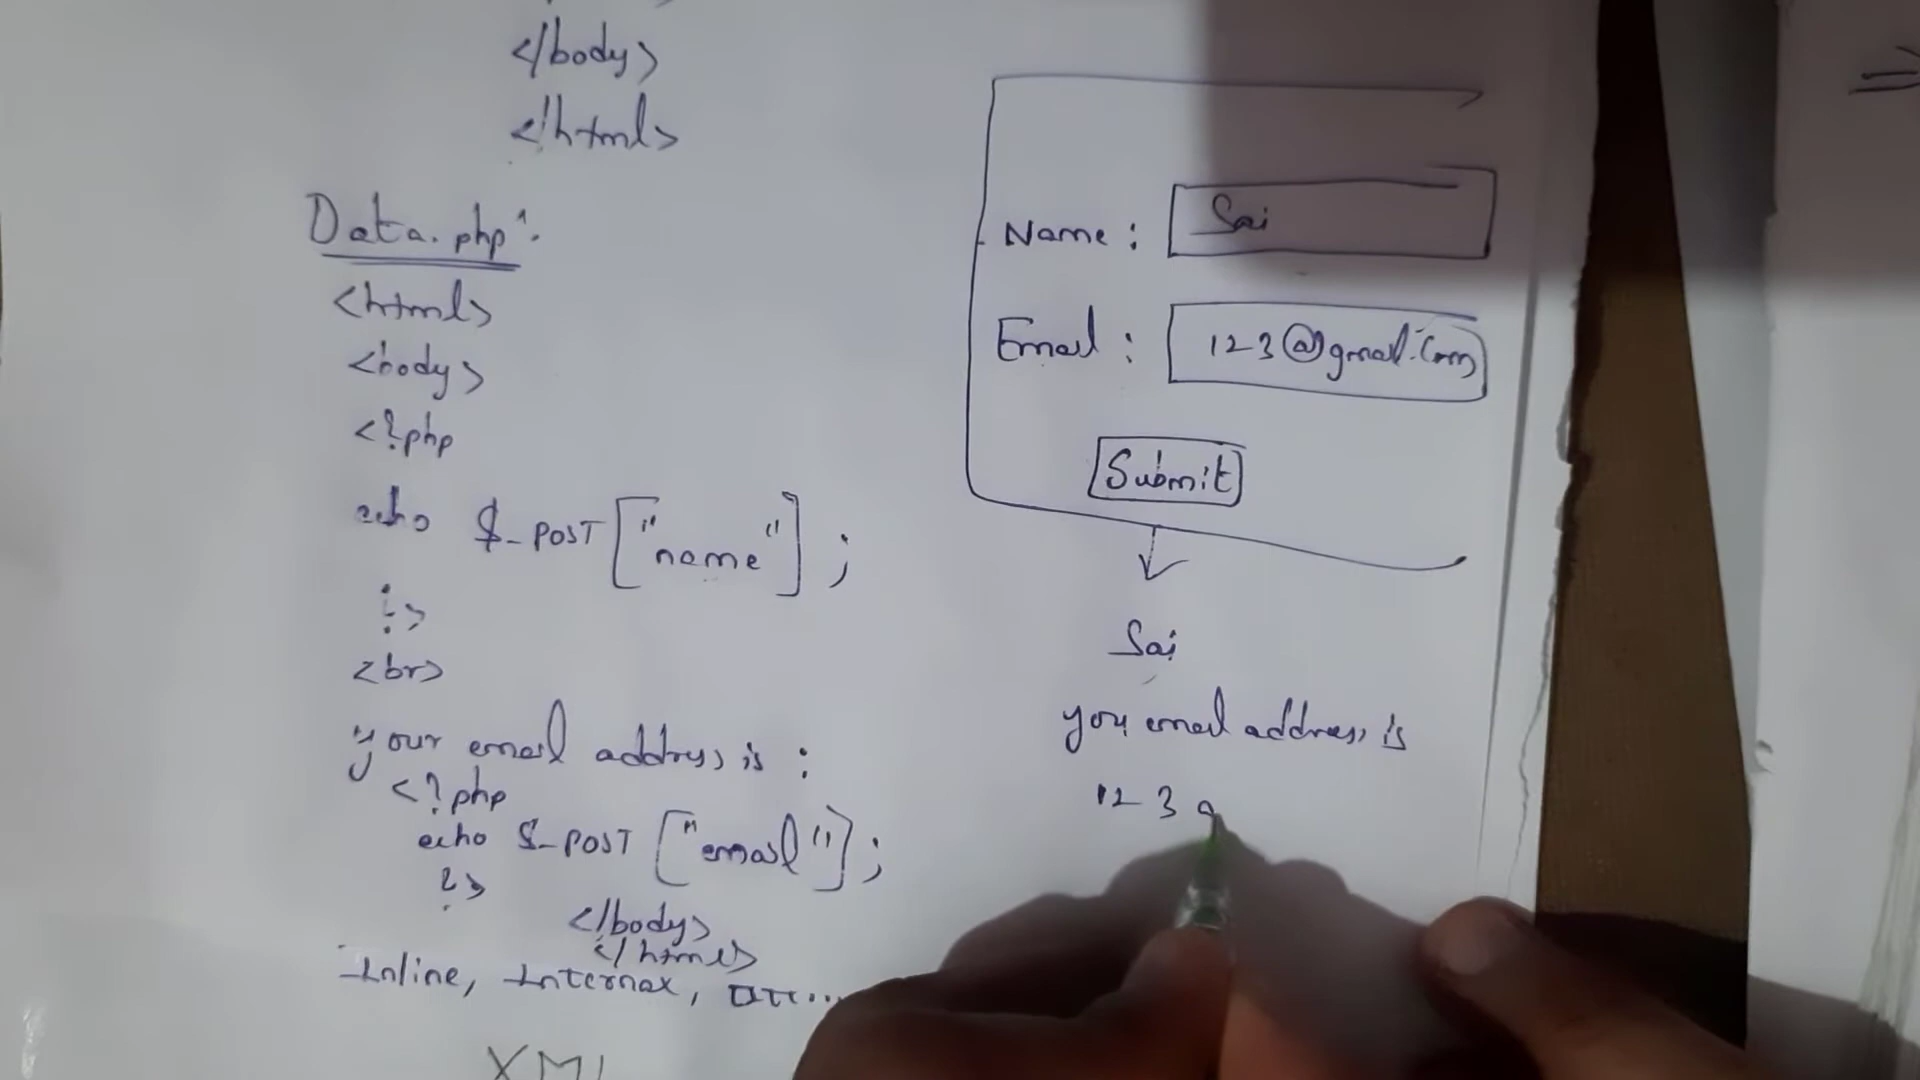 </body>
</html>
Data.php :
<html>
<body>
<?php
echo $_POST["name"];
?>
<br>
your email address is :
<?php
echo $_POST ["email"];
?>
</body>
</html>
Inline, Internal,
XML
Name : Sai
Email : 123@gmail.com
Submit
Sai
you email address is
123